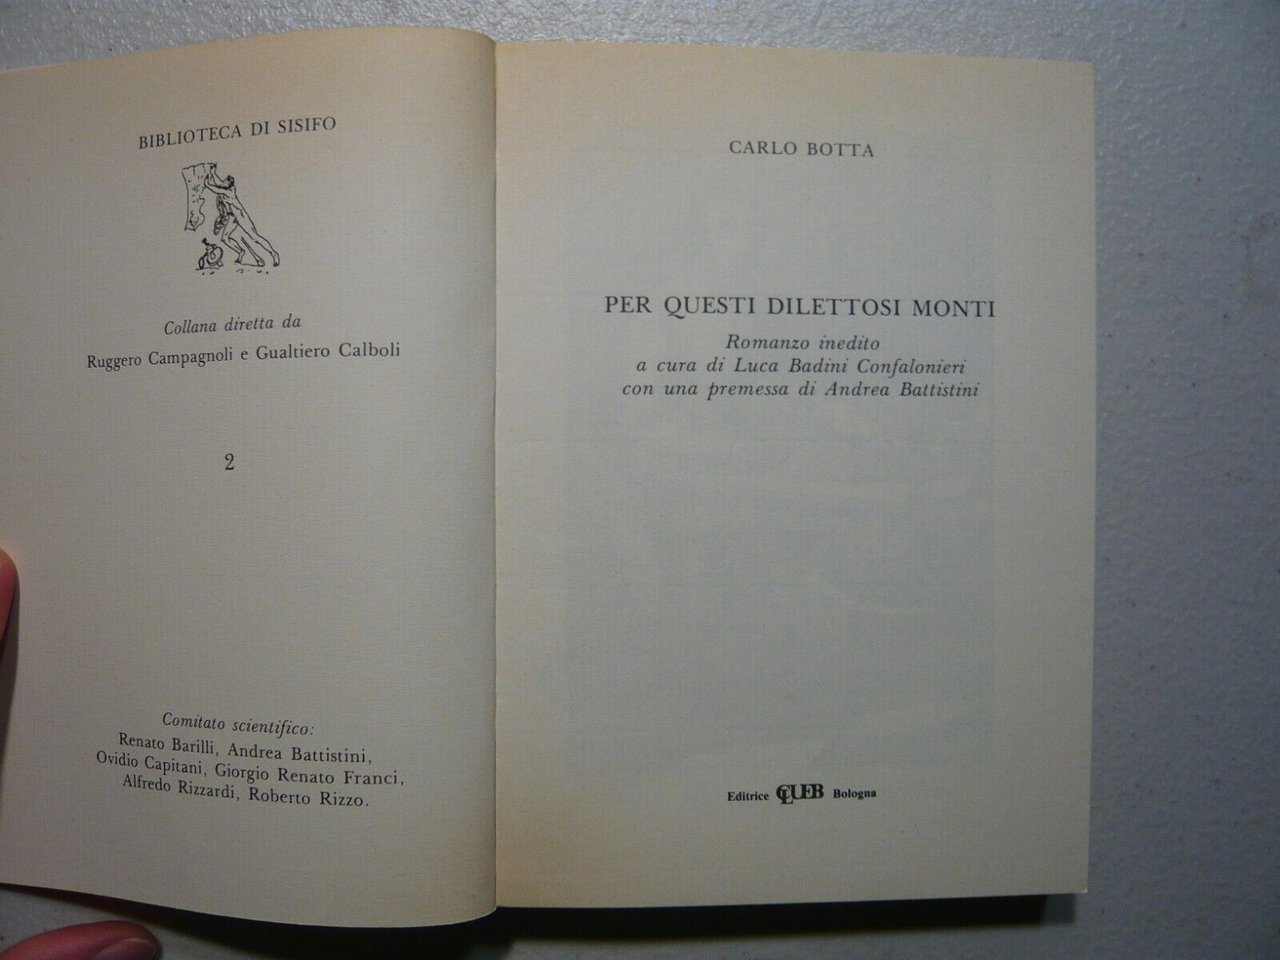 BIBLIOTECA DI SISIFO
Collana diretta da
Ruggero Campagnoli e Gualtiero Calboli
2
Comitato scientifico:
Renato Barilli, Andrea Battistini,
Ovidio Capitani, Giorgio Renato Franci,
Alfredo Rizzardi, Roberto Rizzo.
CARLO BOTTA
PER QUESTI DILETTOSI MONTI
Romanzo inedito
a cura di Luca Badini Confalonieri
con una premessa di Andrea Battistini
Editrice CLUEB Bologna